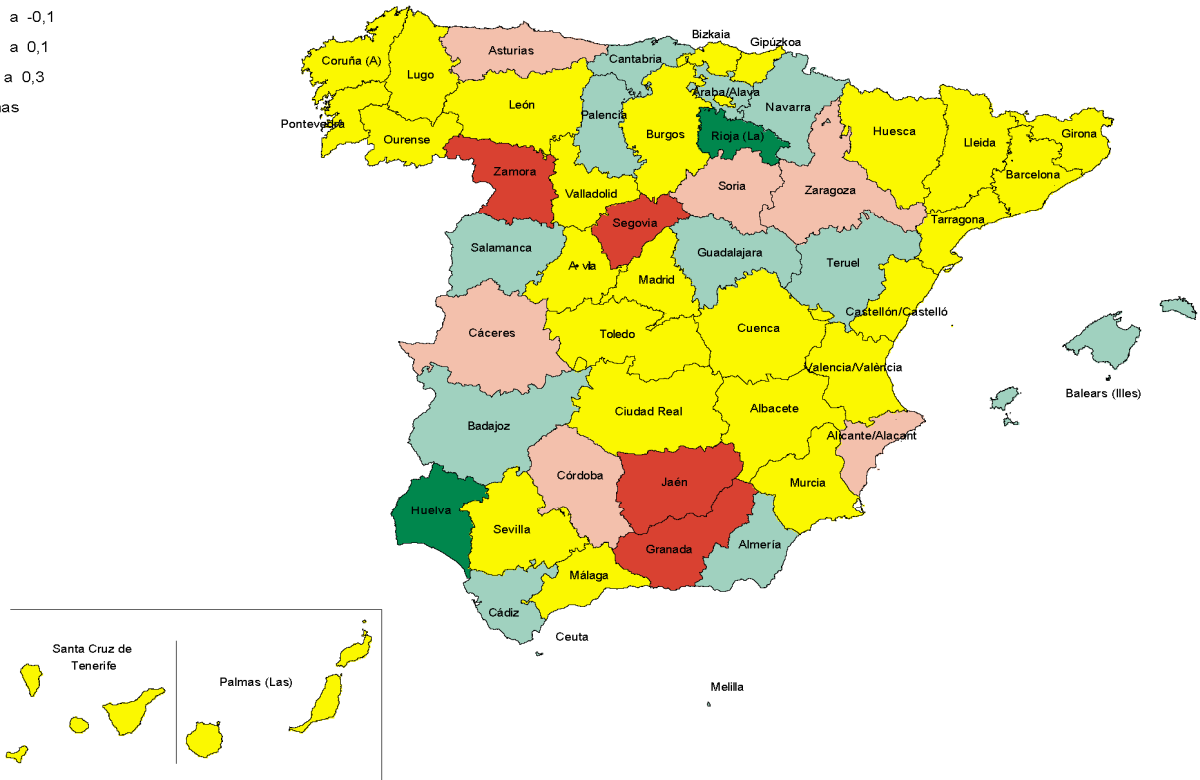 a -0,1
a 0,1
a 0,3
Bizkaia
Gipúzkoa
Asturias
Cantabria
Coruña (A)
Lugo
León
Palencia
Burgos
Araba/Alava
Navarra
Rioja (La)
Huesca
Lleida
Girona
Barcelona
Pontevedra
Ourense
Zamora
Valladolid
Soria
Zaragoza
Tarragona
Segovia
Salamanca
Guadalajara
Teruel
Madrid
Castellón/Castelló
Cáceres
Toledo
Cuenca
Valencia/València
Balears (Illes)
Badajoz
Ciudad Real
Albacete
Alicante/Alacant
Córdoba
Jaén
Murcia
Huelva
Sevilla
Granada
Almería
Málaga
Cádiz
Ceuta
Melilla
Santa Cruz de
Tenerife
Palmas (Las)